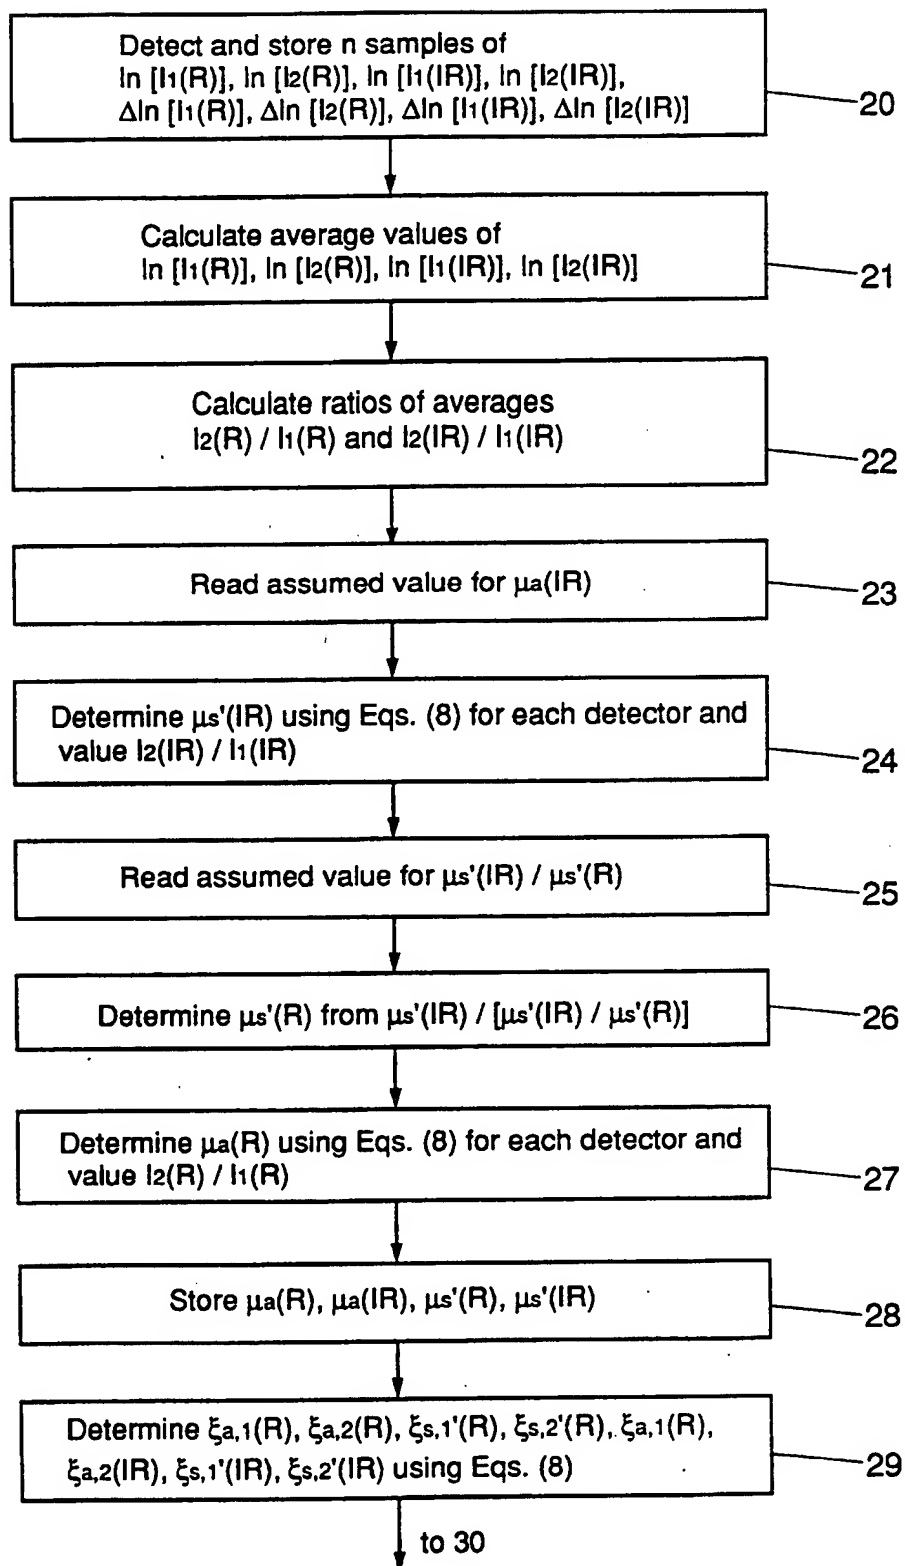 Detect and store n samples of
ln [I1(R)], ln [I2(R)], ln [I1(IR)], ln [I2(IR)],
Δln [I1(R)], Δln [I2(R)], Δln [I1(IR)], Δln [I2(IR)]
20
Calculate average values of
ln [I1(R)], ln [I2(R)], ln [I1(IR)], ln [I2(IR)]
21
Calculate ratios of averages
I2(R) / I1(R) and I2(IR) / I1(IR)
22
Read assumed value for μa(IR)
23
Determine μs'(IR) using Eqs. (8) for each detector and
value I2(IR) / I1(IR)
24
Read assumed value for μs'(IR) / μs'(R)
25
Determine μs'(R) from μs'(IR) / [μs'(IR) / μs'(R)]
26
Determine μa(R) using Eqs. (8) for each detector and
value I2(R) / I1(R)
27
Store μa(R), μa(IR), μs'(R), μs'(IR)
28
Determine ξa,1(R), ξa,2(R), ξs,1'(R), ξs,2'(R), ξa,1(R),
ξa,2(IR), ξs,1'(IR), ξs,2'(IR) using Eqs. (8)
29
to 30